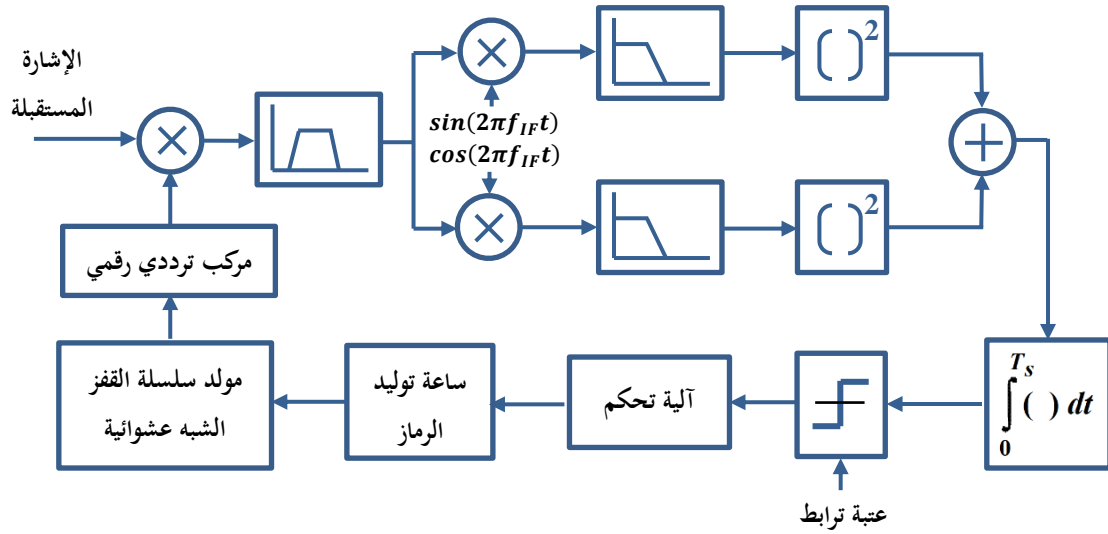 الإشارة
المستقبلة
sin(2πf_IF t)
cos(2πf_IF t)
( )²
( )²
مركب ترددي رقمي
مولد سلسلة القفز
الشبه عشوائية
ساعة توليد
الرماز
آلية تحكم
عتبة ترابط
∫₀^{T_s} ( ) dt